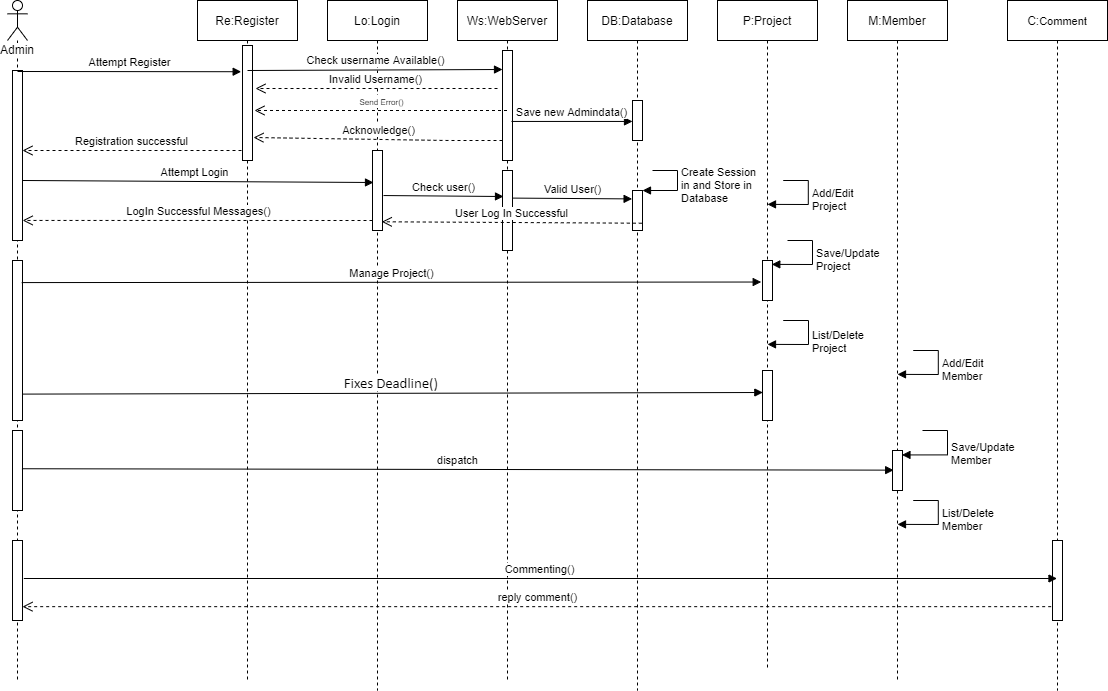 Re:Register
Lo:Login
Ws:WebServer
DB:Database
P:Project
M:Member
C:Comment
Admin
Attempt Register
Check username Available()
Invalid Username()
Send Error()
Save new Admindata()
Acknowledge()
Registration successful
Attempt Login
Check user()
Valid User()
Create Session
in and Store in
Database
Add/Edit
Project
LogIn Successful Messages()
User Log In Successful
Save/Update
Project
Manage Project()
List/Delete
Project
Add/Edit
Member
Fixes Deadline()
Save/Update
Member
dispatch
List/Delete
Member
Commenting()
reply comment()